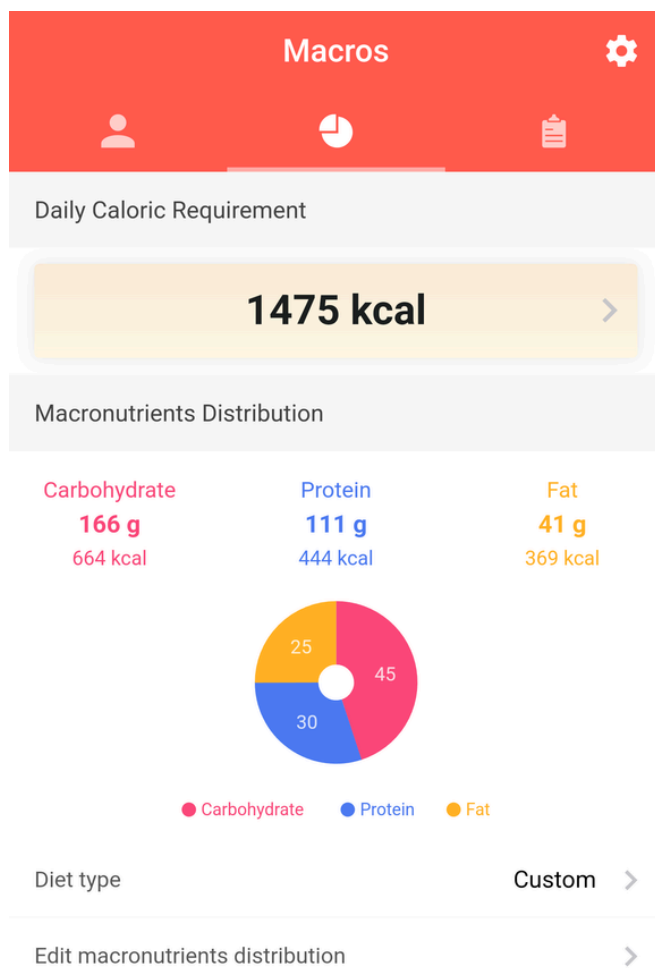 Macros
Daily Caloric Requirement
1475 kcal
Macronutrients Distribution
Carbohydrate Protein Fat
166 g 111 g 41 g
664 kcal 444 kcal 369 kcal
25
45
30
Carbohydrate Protein Fat
Diet type Custom
Edit macronutrients distribution